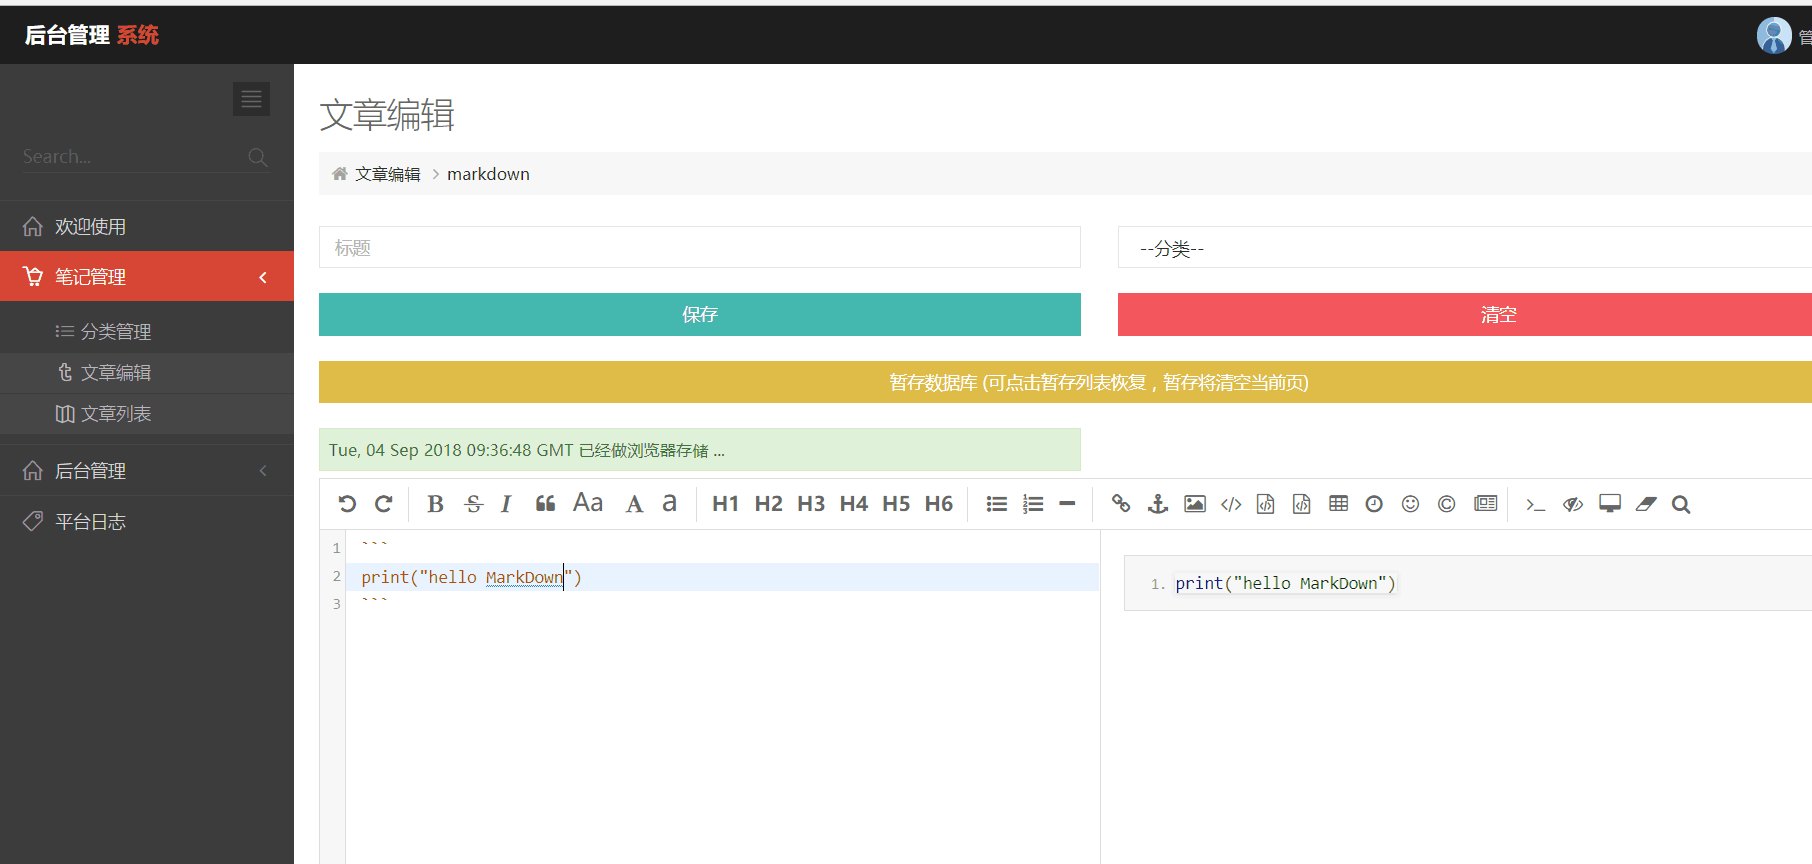 后台管理 系统
管
Search...
欢迎使用
笔记管理
分类管理
文章编辑
文章列表
后台管理
平台日志
文章编辑
文章编辑 > markdown
标题
--分类--
保存
清空
暂存数据库 (可点击暂存列表恢复，暂存将清空当前页)
Tue, 04 Sep 2018 09:36:48 GMT 已经做浏览器存储 ...
B S I Aa A a H1 H2 H3 H4 H5 H6
1 ```
2 print("hello MarkDown")
3 ```
1. print("hello MarkDown")